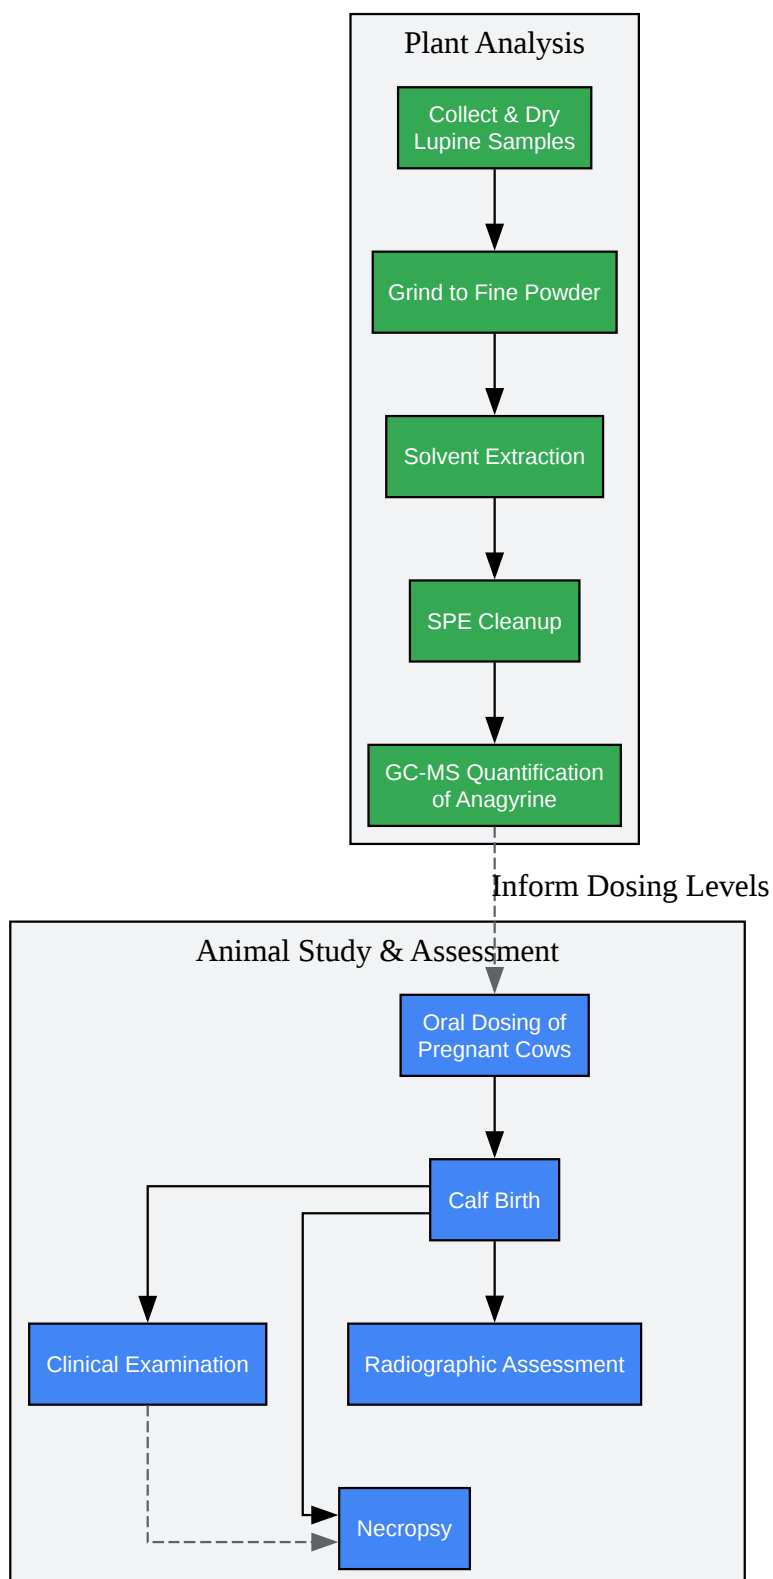 Plant Analysis
Collect & Dry
Lupine Samples
Grind to Fine Powder
Solvent Extraction
SPE Cleanup
GC-MS Quantification
of Anagyrine
Inform Dosing Levels
Animal Study & Assessment
Oral Dosing of
Pregnant Cows
Calf Birth
Clinical Examination
Radiographic Assessment
Necropsy